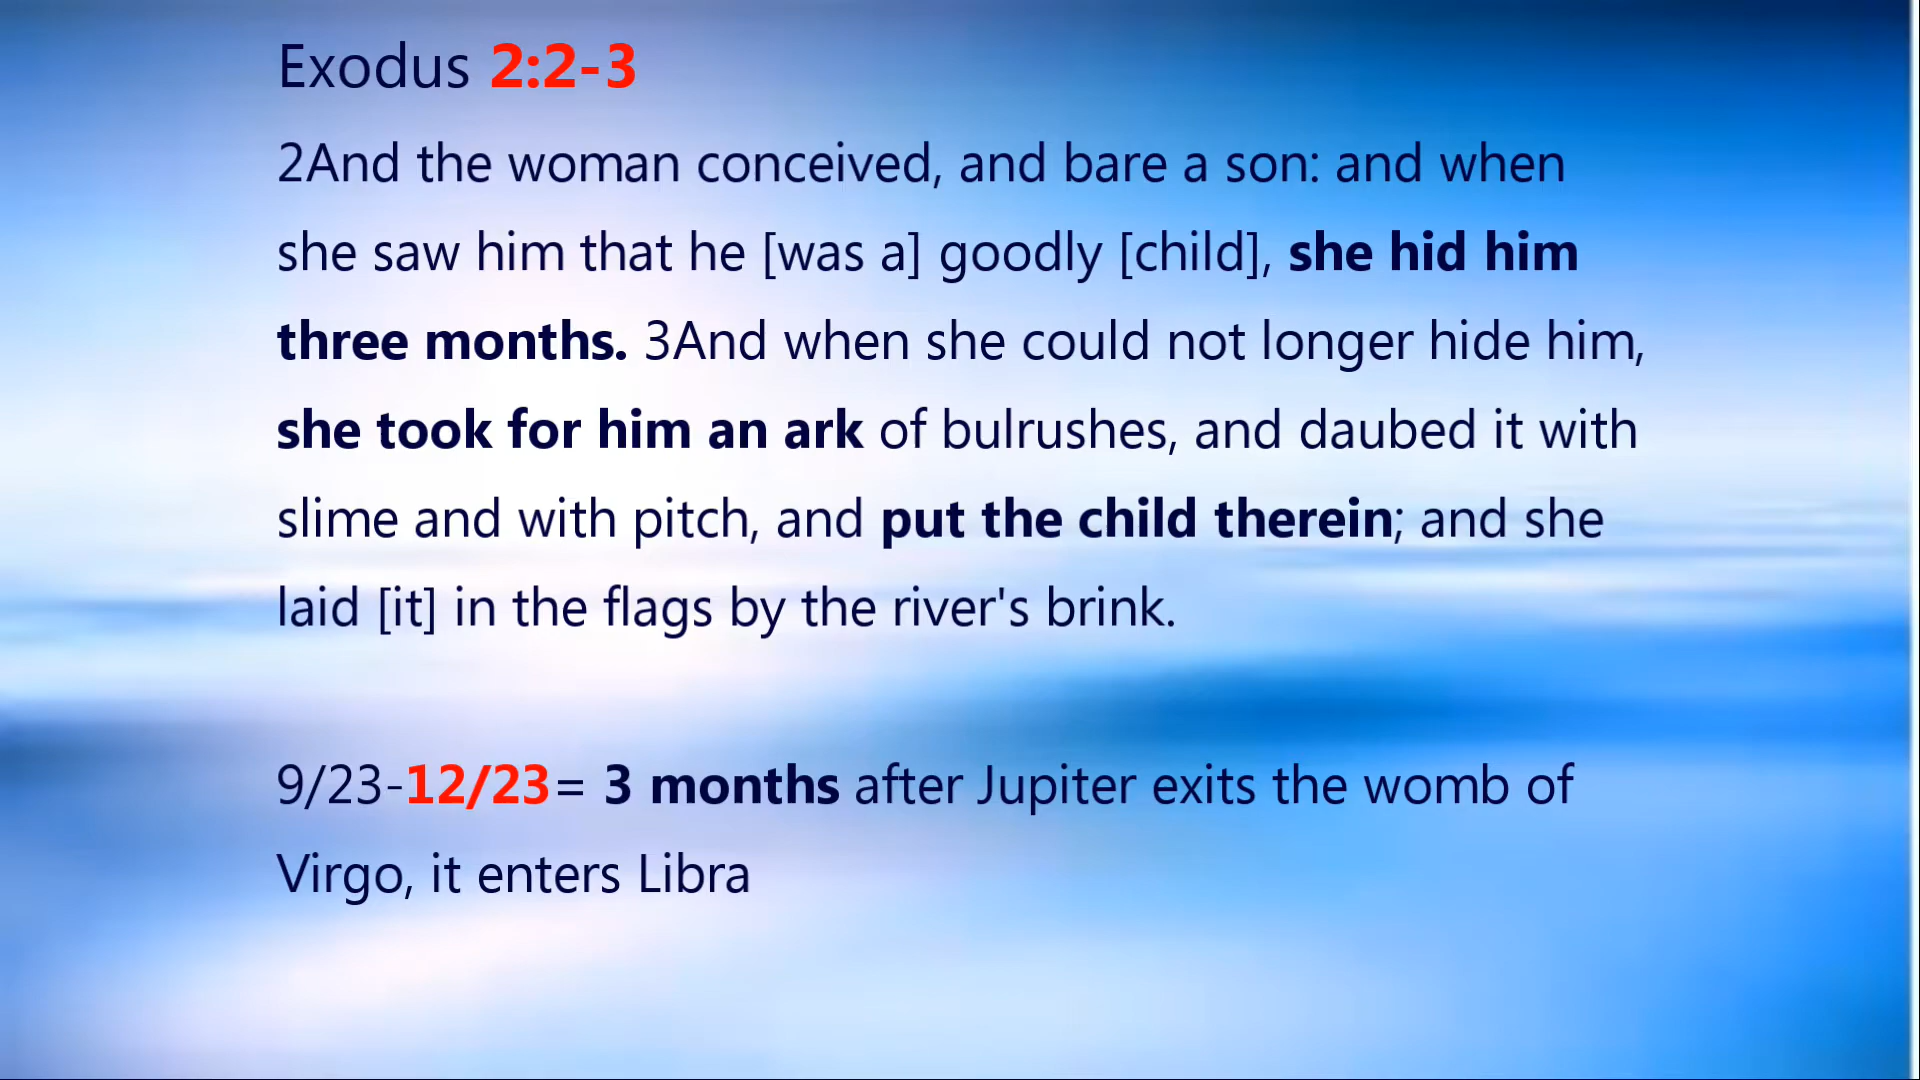 Exodus 2:2-3
2And the woman conceived, and bare a son: and when
she saw him that he [was a] goodly [child], she hid him
three months. 3And when she could not longer hide him,
she took for him an ark of bulrushes, and daubed it with
slime and with pitch, and put the child therein; and she
laid [it] in the flags by the river's brink.
9/23-12/23= 3 months after Jupiter exits the womb of
Virgo, it enters Libra